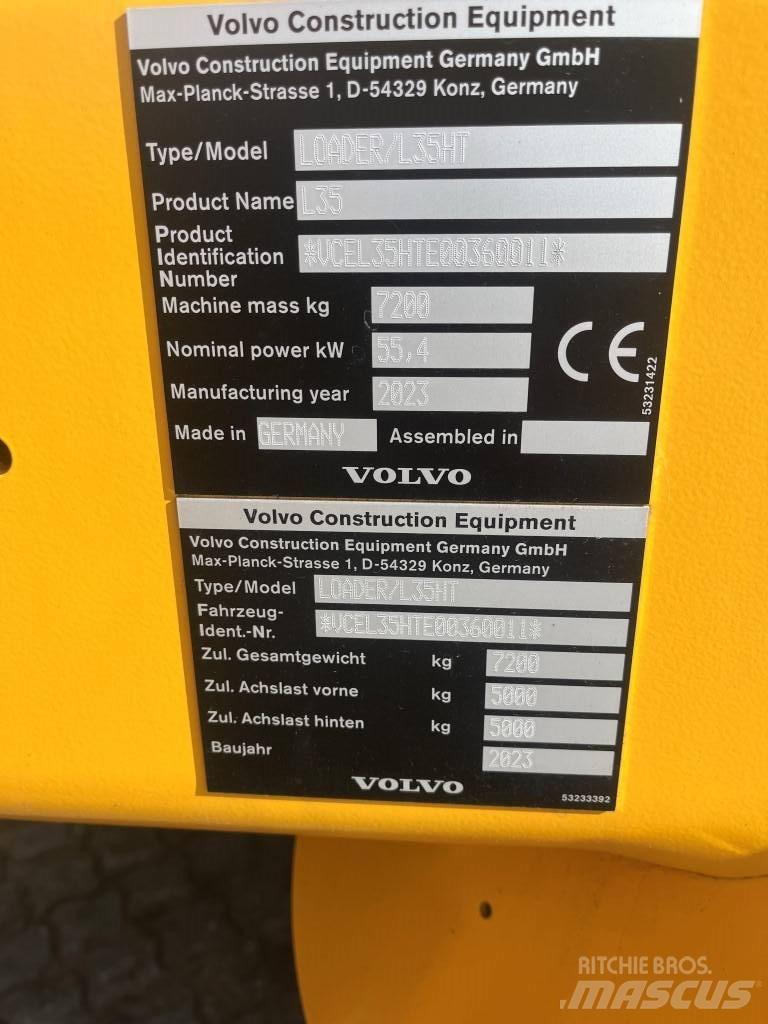 Volvo Construction Equipment
Volvo Construction Equipment Germany GmbH
Max-Planck-Strasse 1, D-54329 Konz, Germany
Type/Model LOADER/L35HT
Product Name L35
Product
Identification
Number *VCEL35HTE00360011*
Machine mass kg 7200
Nominal power kW 55,4
Manufacturing year 2023
Made in GERMANY Assembled in
CE
53231422
VOLVO
Volvo Construction Equipment
Volvo Construction Equipment Germany GmbH
Max-Planck-Strasse 1, D-54329 Konz, Germany
Type/Model LOADER/L35HT
Fahrzeug-
Ident.-Nr. *VCEL35HTE00360011*
Zul. Gesamtgewicht kg 7200
Zul. Achslast vorne kg 5000
Zul. Achslast hinten kg 5000
Baujahr 2023
VOLVO
53233392
RITCHIE BROS.
MASCUS